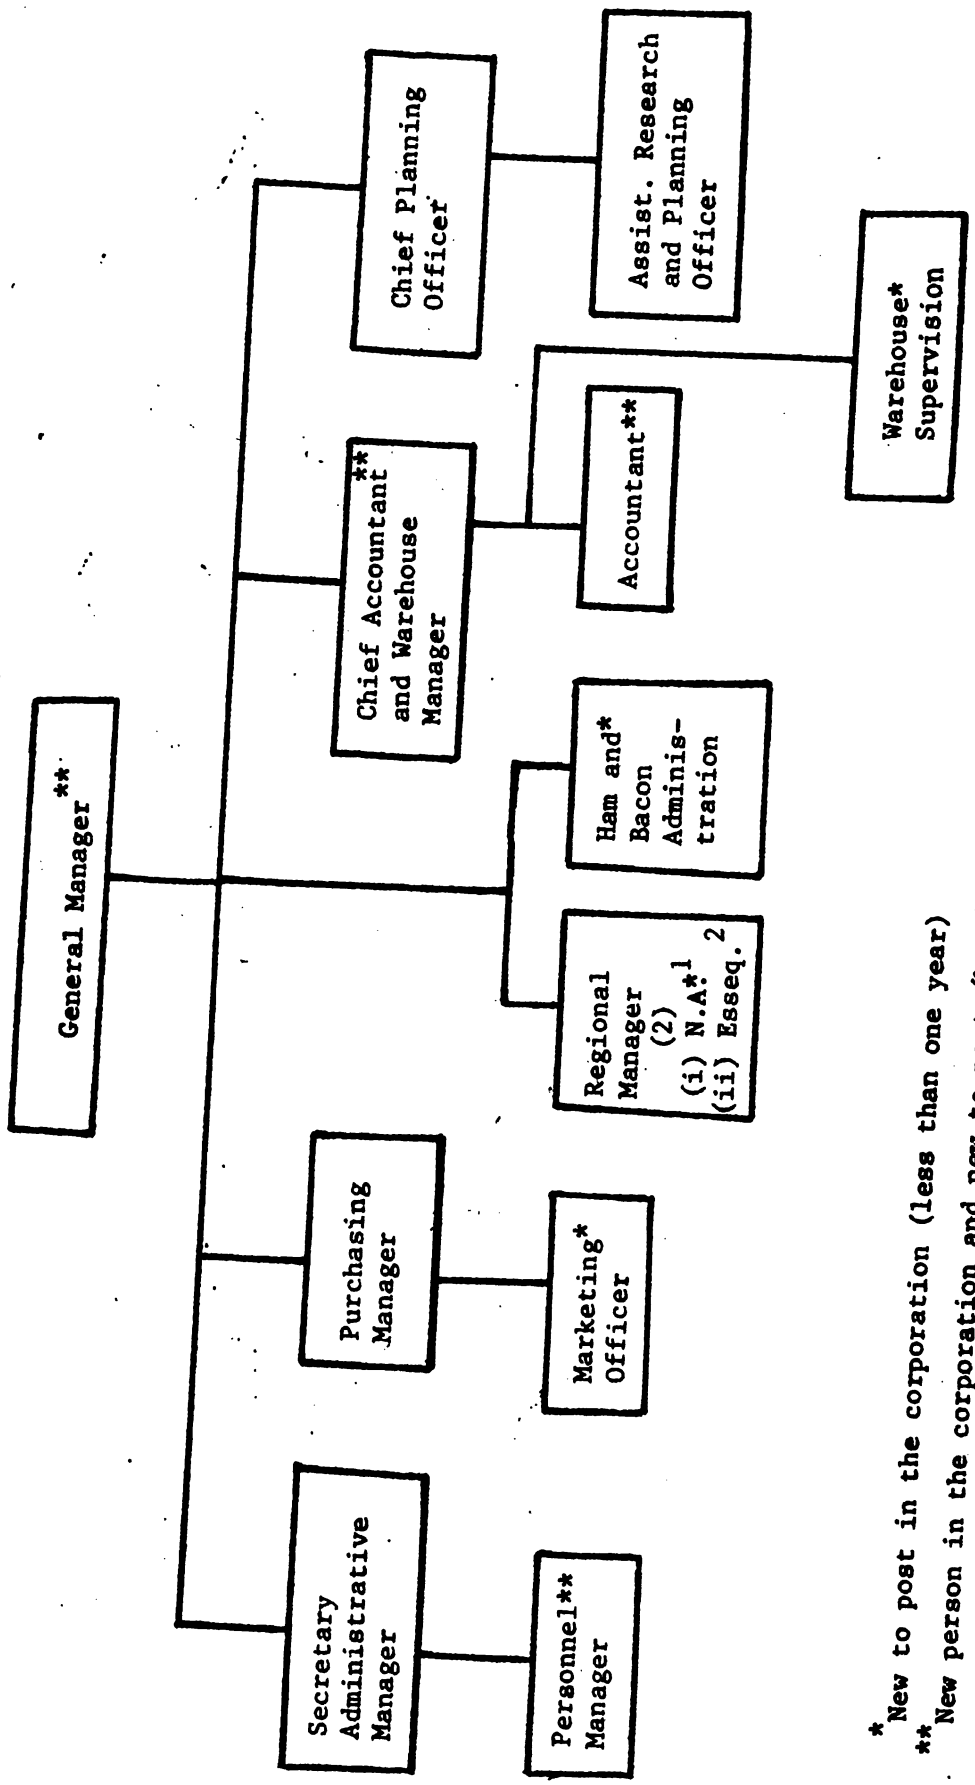 General Manager**
Secretary
Administrative
Manager
Purchasing
Manager
Chief Accountant**
and Warehouse
Manager
Chief Planning
Officer
Personnel**
Manager
Marketing*
Officer
Regional
Manager
(2)
(i) N.A.*1
(ii) Esseq.2
Ham and*
Bacon
Adminis-
tration
Accountant**
Assist. Research
and Planning
Officer
Warehouse*
Supervision
*New to post in the corporation (less than one year)
**New person in the corporation and new to